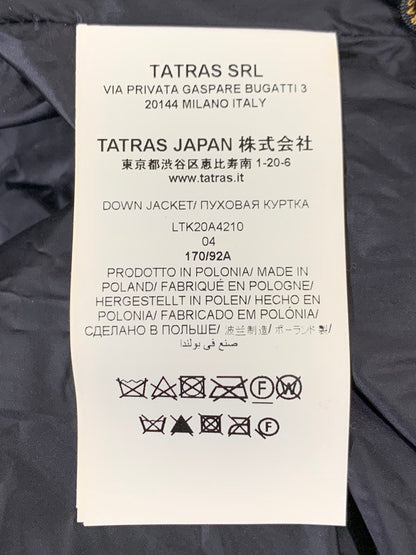 TATRAS SRL
VIA PRIVATA GASPARE BUGATTI 3
20144 MILANO ITALY
TATRAS JAPAN 株式会社
東京都渋谷区恵比寿南 1-20-6
www.tatras.it
DOWN JACKET/ ПУХОВАЯ КУРТКА
LTK20A4210
04
170/92A
PRODOTTO IN POLONIA/ MADE IN
POLAND/ FABRIQUÉ EN POLOGNE/
HERGESTELLT IN POLEN/ HECHO EN
POLONIA/ FABRICADO EM POLÓNIA/
СДЕЛАНО В ПОЛЬШЕ/ 波兰制造/ ポーランド製/
صنع في بولندا
F W
F